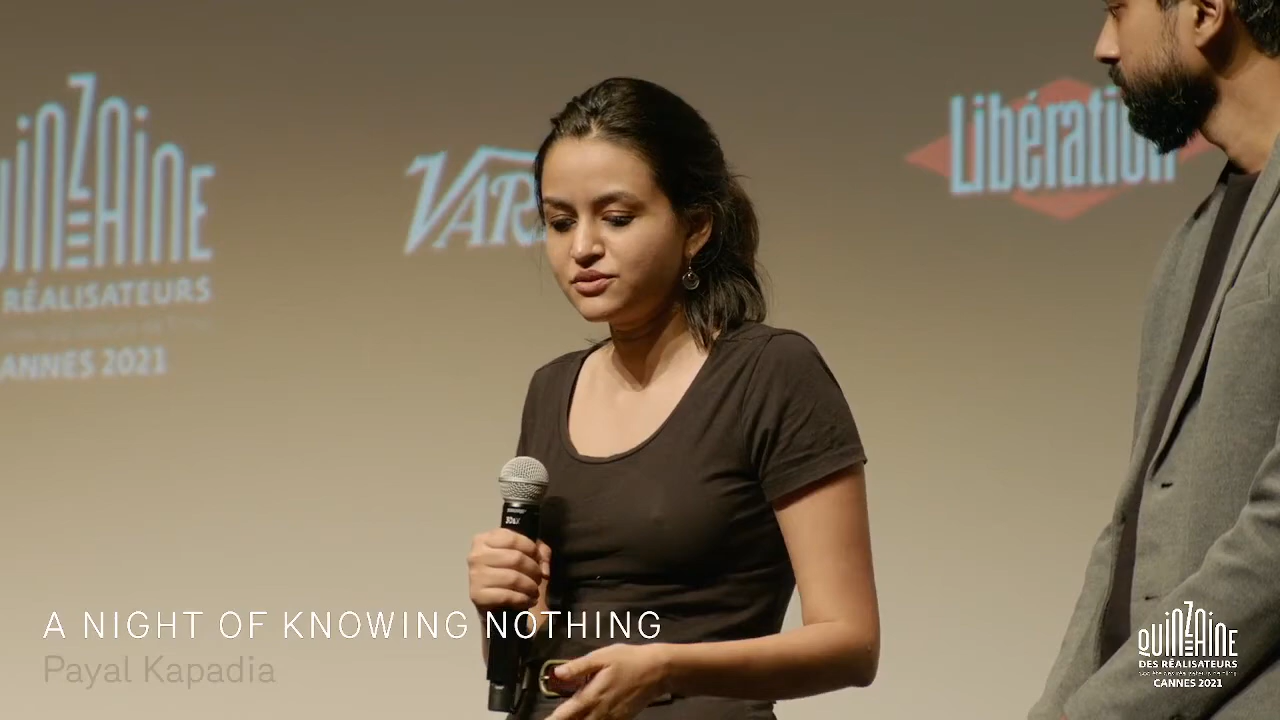 QUINZAINE
RÉALISATEURS
CANNES 2021
VAR
Libération
A NIGHT OF KNOWING NOTHING
Payal Kapadia
QUINZAINE
DES RÉALISATEURS
CANNES 2021